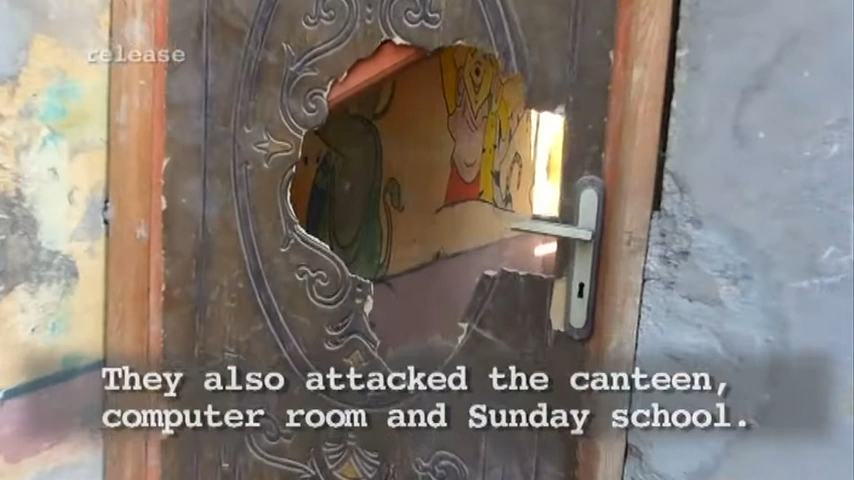 release
They also attacked the canteen,
computer room and Sunday school.